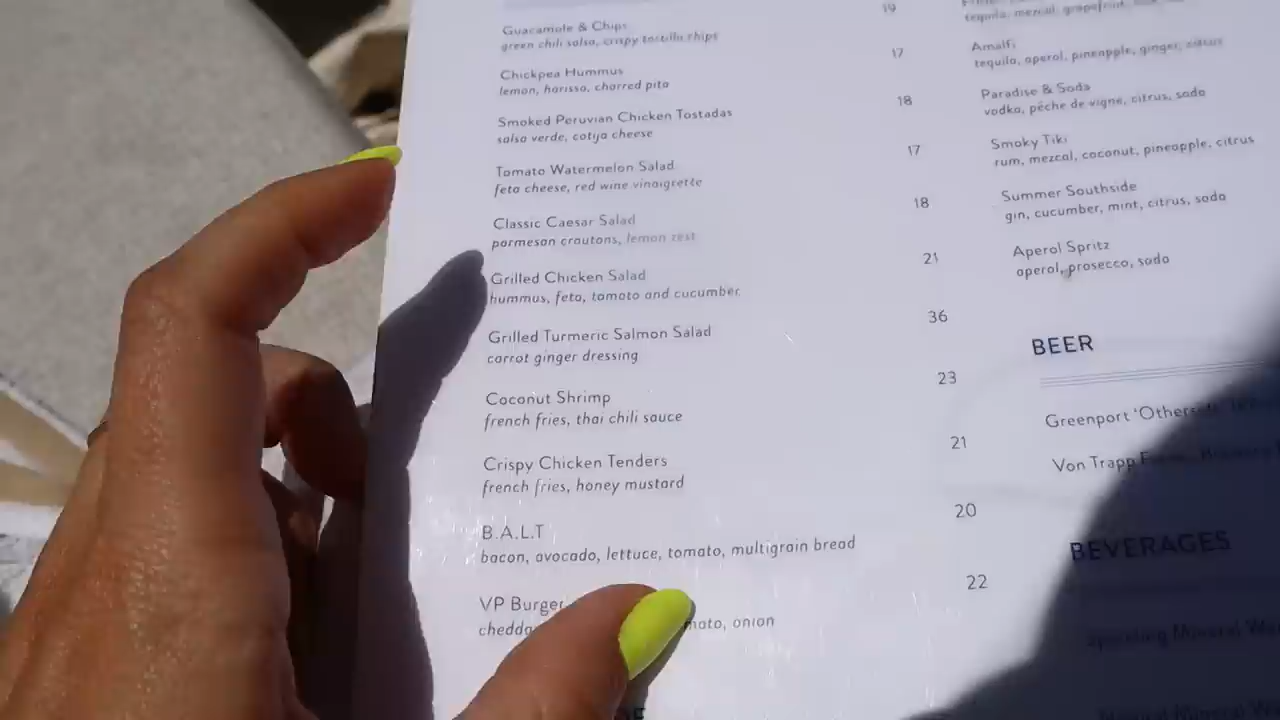 Guacamole & Chips
green chili salsa, crispy tortilla chips
19
Chickpea Hummus
lemon, harissa, charred pita
17
Smoked Peruvian Chicken Tostadas
salsa verde, cotija cheese
18
Tomato Watermelon Salad
feta cheese, red wine vinaigrette
17
Classic Caesar Salad
parmesan croutons, lemon zest
18
Grilled Chicken Salad
hummus, feta, tomato and cucumber
21
Grilled Turmeric Salmon Salad
carrot ginger dressing
36
Coconut Shrimp
french fries, thai chili sauce
23
Crispy Chicken Tenders
french fries, honey mustard
21
B.A.L.T
bacon, avocado, lettuce, tomato, multigrain bread
20
VP Burger
onion
22
tequila, mezcal, grapefruit,
Amalfi
tequila, aperol, pineapple, ginger, citrus
Paradise & Soda
vodka, pêche de vigne, citrus, soda
Smoky Tiki
rum, mezcal, coconut, pineapple, citrus
Summer Southside
gin, cucumber, mint, citrus, soda
Aperol Spritz
aperol, prosecco, soda
BEER
Greenport
Von Trapp
BEVERAGES
Mineral